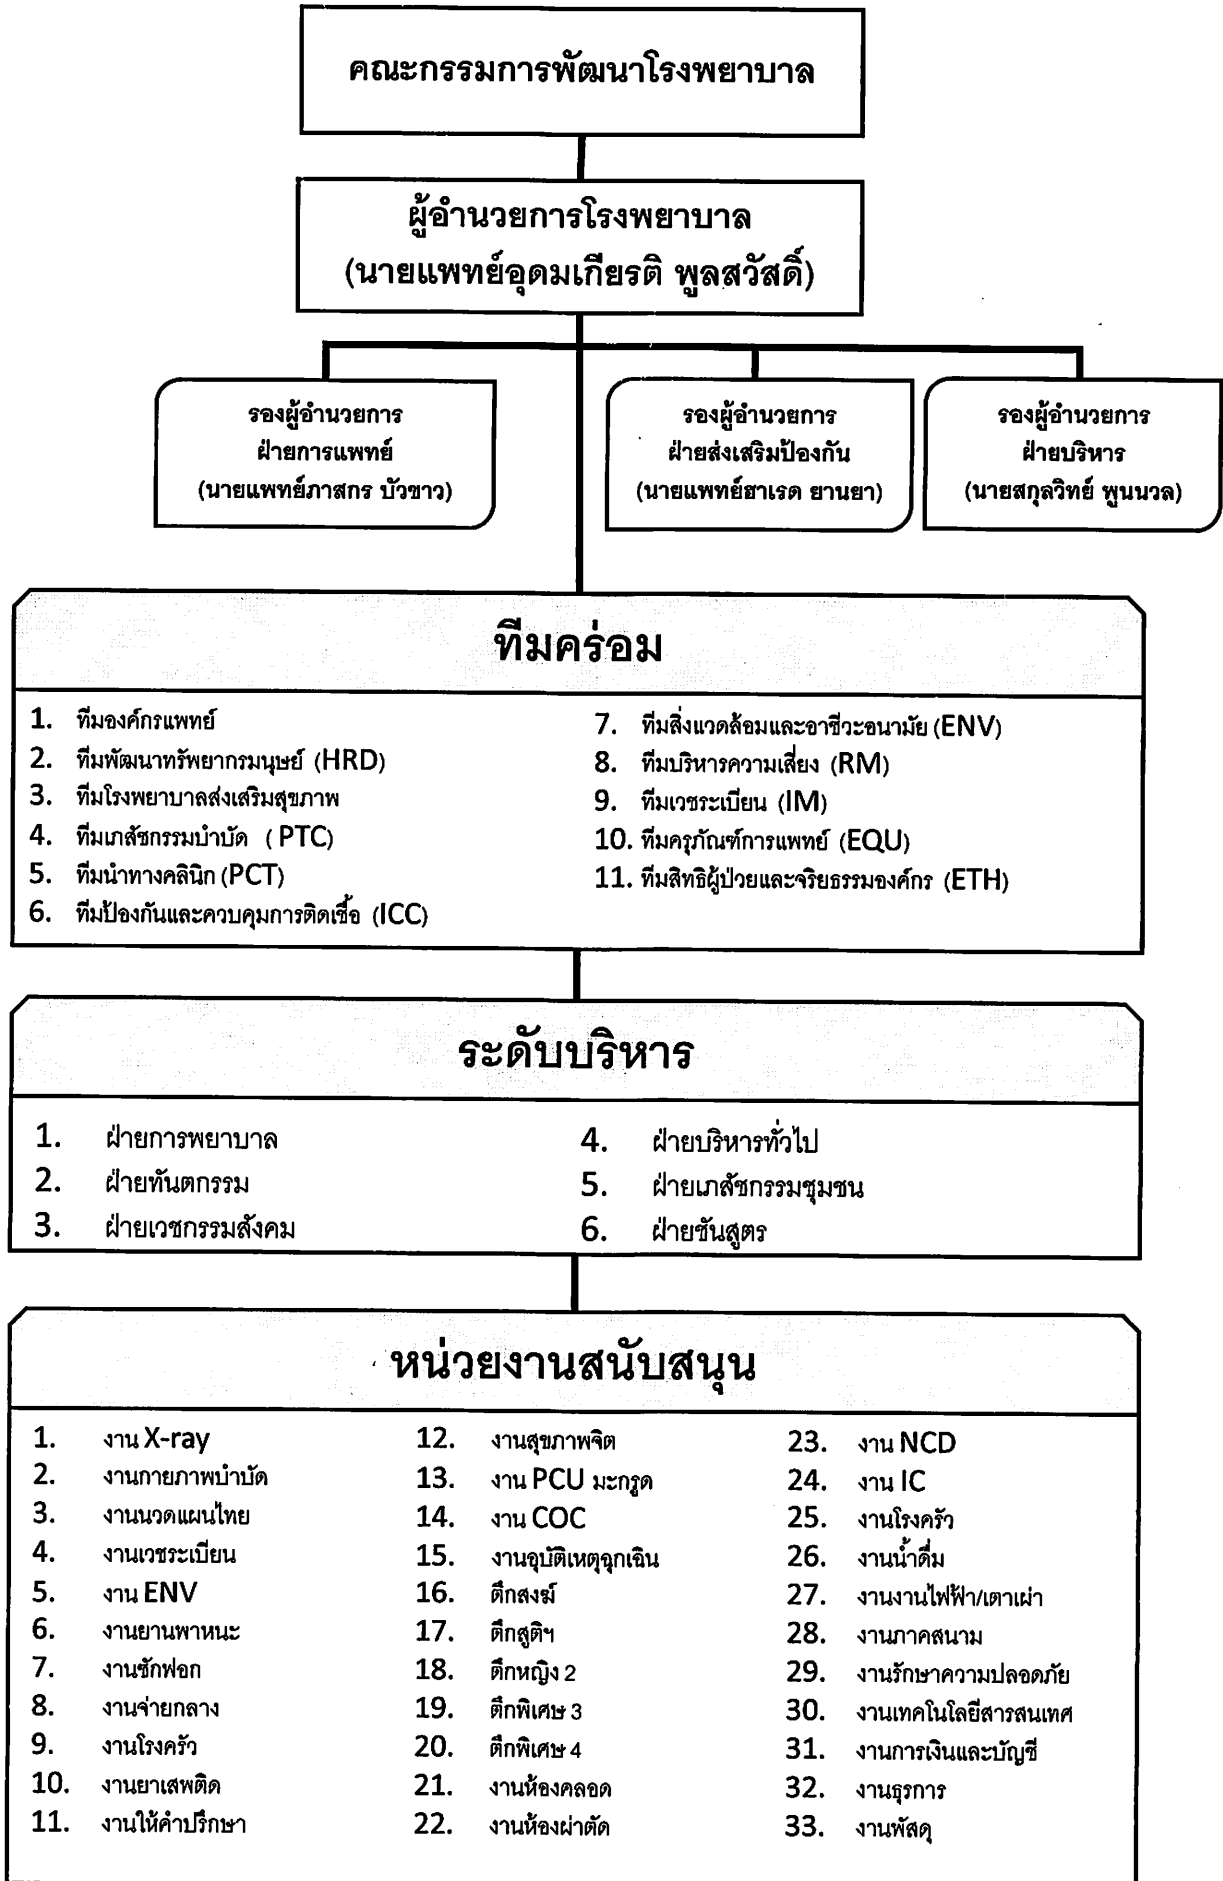 คณะกรรมการพัฒนาโรงพยาบาล
ผู้อำนวยการโรงพยาบาล
(นายแพทย์อุดมเกียรติ พูลสวัสดิ์)
รองผู้อำนวยการ
ฝ่ายการแพทย์
(นายแพทย์ภาสกร บัวขาว)
รองผู้อำนวยการ
ฝ่ายส่งเสริมป้องกัน
(นายแพทย์ฮาเรด ยานยา)
รองผู้อำนวยการ
ฝ่ายบริหาร
(นายสกุลวิทย์ พูนนวล)
ทีมคร่อม
1. ทีมองค์กรแพทย์
2. ทีมพัฒนาทรัพยากรมนุษย์ (HRD)
3. ทีมโรงพยาบาลส่งเสริมสุขภาพ
4. ทีมเภสัชกรรมบำบัด ( PTC)
5. ทีมนำทางคลินิก (PCT)
6. ทีมป้องกันและควบคุมการติดเชื้อ (ICC)
7. ทีมสิ่งแวดล้อมและอาชีวะอนามัย (ENV)
8. ทีมบริหารความเสี่ยง (RM)
9. ทีมเวชระเบียน (IM)
10. ทีมครุภัณฑ์การแพทย์ (EQU)
11. ทีมสิทธิผู้ป่วยและจริยธรรมองค์กร (ETH)
ระดับบริหาร
1. ฝ่ายการพยาบาล
2. ฝ่ายทันตกรรม
3. ฝ่ายเวชกรรมสังคม
4. ฝ่ายบริหารทั่วไป
5. ฝ่ายเภสัชกรรมชุมชน
6. ฝ่ายชันสูตร
หน่วยงานสนับสนุน
1. งาน X-ray
2. งานกายภาพบำบัด
3. งานนวดแผนไทย
4. งานเวชระเบียน
5. งาน ENV
6. งานยานพาหนะ
7. งานซักฟอก
8. งานจ่ายกลาง
9. งานโรงครัว
10. งานยาเสพติด
11. งานให้คำปรึกษา
12. งานสุขภาพจิต
13. งาน PCU มะกรูด
14. งาน COC
15. งานอุบัติเหตุฉุกเฉิน
16. ตึกสงฆ์
17. ตึกสูติฯ
18. ตึกหญิง 2
19. ตึกพิเศษ 3
20. ตึกพิเศษ 4
21. งานห้องคลอด
22. งานห้องผ่าตัด
23. งาน NCD
24. งาน IC
25. งานโรงครัว
26. งานน้ำดื่ม
27. งานงานไฟฟ้า/เตาเผ่า
28. งานภาคสนาม
29. งานรักษาความปลอดภัย
30. งานเทคโนโลยีสารสนเทศ
31. งานการเงินและบัญชี
32. งานธุรการ
33. งานพัสดุ